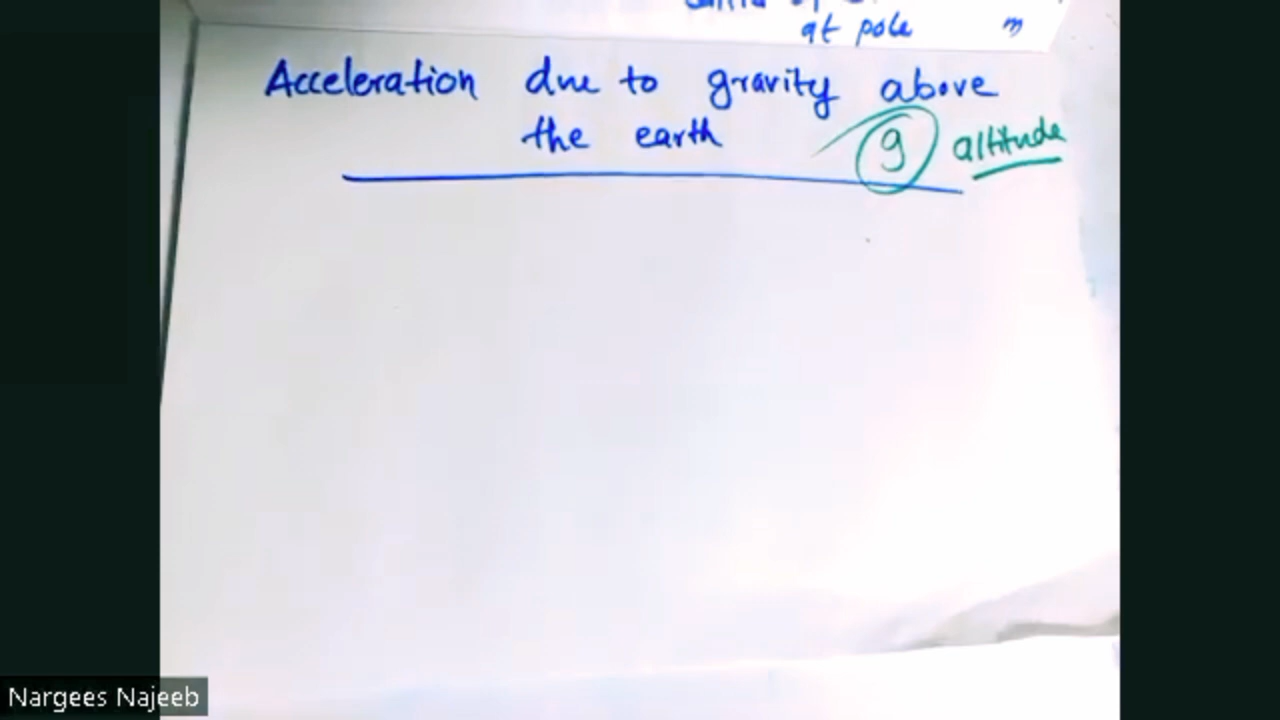 at pole m
Acceleration due to gravity above
the earth g altitude
Nargees Najeeb